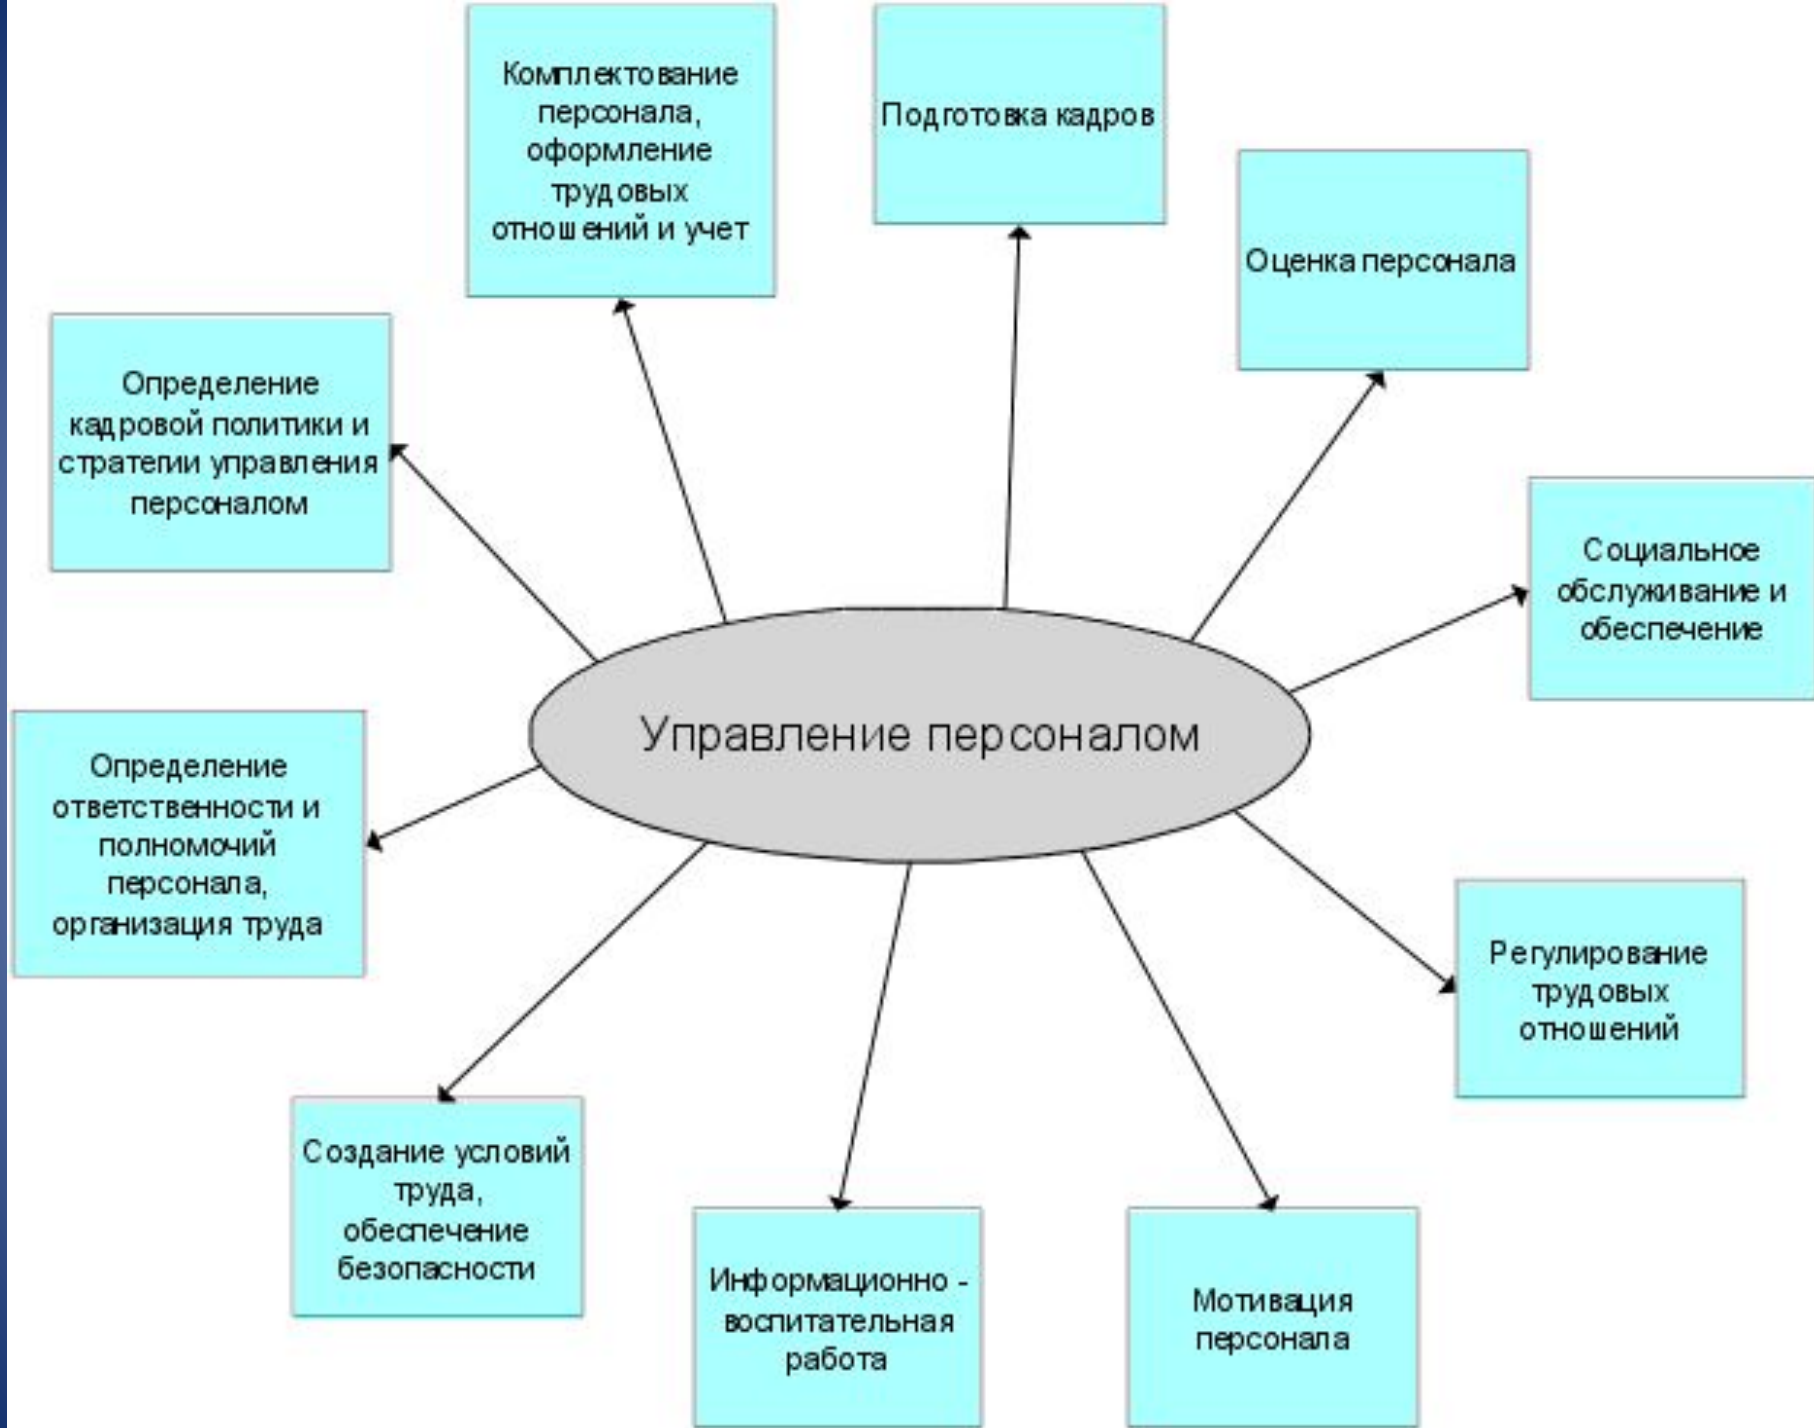 Комплектование
персонала,
оформление
трудовых
отношений и учет
Подготовка кадров
Оценка персонала
Определение
кадровой политики и
стратегии управления
персоналом
Социальное
обслуживание и
обеспечение
Управление персоналом
Определение
ответственности и
полномочий
персонала,
организация труда
Регулирование
трудовых
отношений
Создание условий
труда,
обеспечение
безопасности
Информационно -
воспитательная
работа
Мотивация
персонала